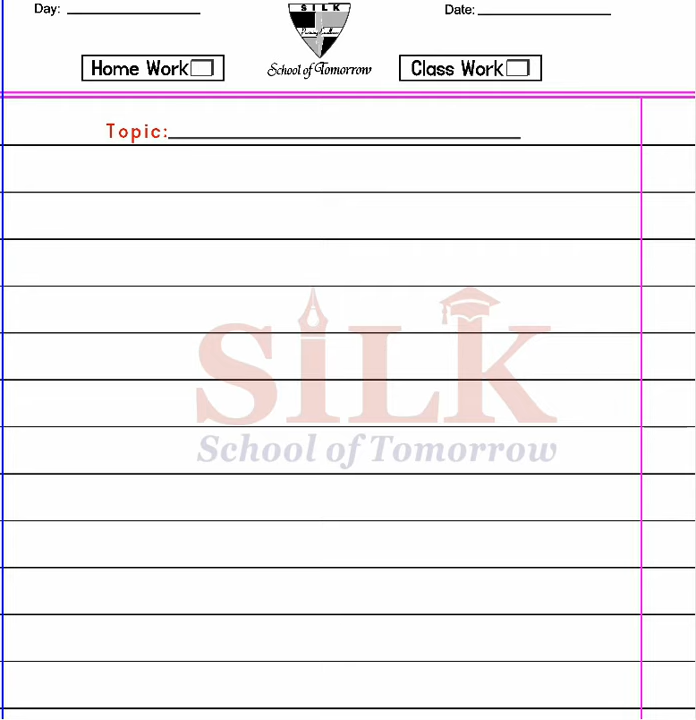 Day: Date:
SILK
Home Work Class Work
School of Tomorrow
Topic:
SiLK
School of Tomorrow